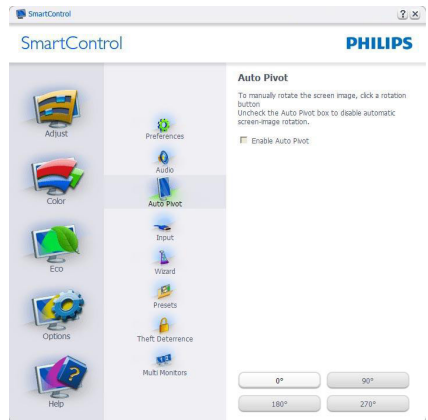 SmartControl
SmartControl
PHILIPS
Adjust
Color
Eco
Options
Help
Preferences
Audio
Auto Pivot
Input
Wizard
Presets
Theft Deterrence
Multi Monitors
Auto Pivot
To manually rotate the screen image, click a rotation
button
Uncheck the Auto Pivot box to disable automatic
screen-image rotation.
Enable Auto Pivot
0°
90°
180°
270°